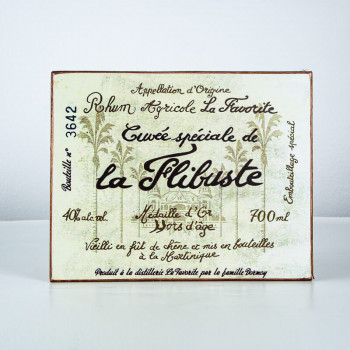 Appellation d'Origine
Rhum Agricole La Favorite
Cuvée spéciale de
la Flibuste
40% alc. vol. Médaille d'Or 700 ml
Hors d'âge
Vieilli en fût de chêne et mis en bouteilles
à la Martinique
Produit à la distillerie La Favorite par la famille Dormoy
Bouteille n° 3642
Embouteillage spécial